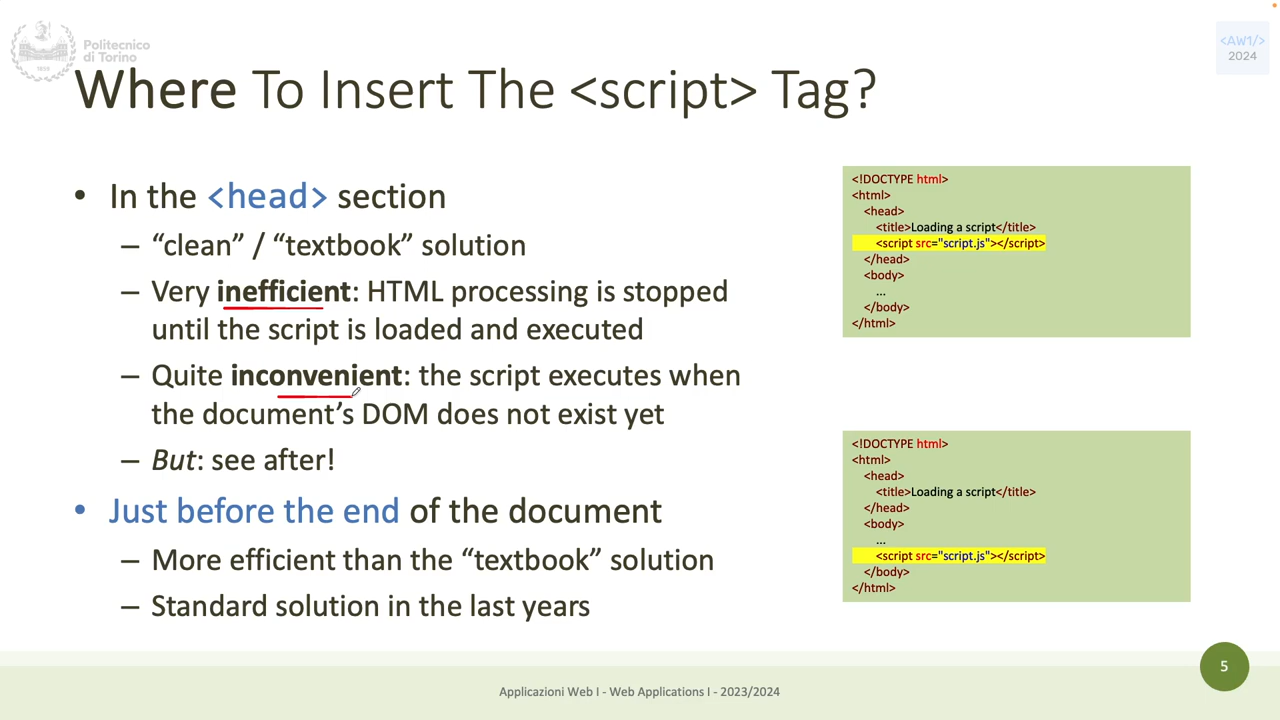 Politecnico
di Torino
1859
<AW1/>
2024
Where To Insert The <script> Tag?
• In the <head> section
– “clean” / “textbook” solution
– Very inefficient: HTML processing is stopped
until the script is loaded and executed
– Quite inconvenient: the script executes when
the document’s DOM does not exist yet
– But: see after!
• Just before the end of the document
– More efficient than the “textbook” solution
– Standard solution in the last years
<!DOCTYPE html>
<html>
<head>
<title>Loading a script</title>
<script src="script.js"></script>
</head>
<body>
...
</body>
</html>
<!DOCTYPE html>
<html>
<head>
<title>Loading a script</title>
</head>
<body>
...
<script src="script.js"></script>
</body>
</html>
Applicazioni Web I - Web Applications I - 2023/2024
5